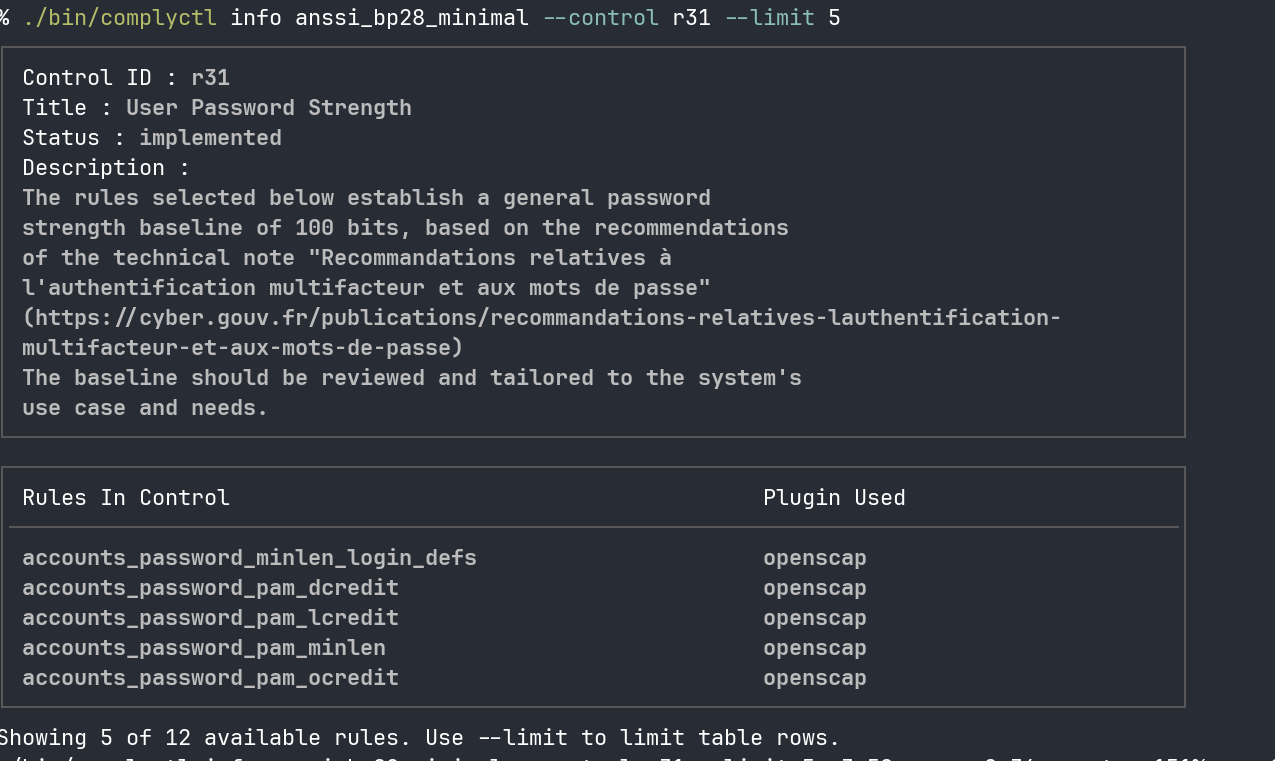 % ./bin/complyctl info anssi_bp28_minimal --control r31 --limit 5
Control ID : r31
Title : User Password Strength
Status : implemented
Description :
The rules selected below establish a general password
strength baseline of 100 bits, based on the recommendations
of the technical note "Recommandations relatives à
l'authentification multifacteur et aux mots de passe"
(https://cyber.gouv.fr/publications/recommandations-relatives-lauthentification-
multifacteur-et-aux-mots-de-passe)
The baseline should be reviewed and tailored to the system's
use case and needs.
Rules In Control Plugin Used
accounts_password_minlen_login_defs openscap
accounts_password_pam_dcredit openscap
accounts_password_pam_lcredit openscap
accounts_password_pam_minlen openscap
accounts_password_pam_ocredit openscap
Showing 5 of 12 available rules. Use --limit to limit table rows.